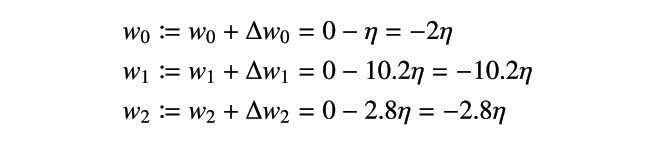 w₀ := w₀ + Δw₀ = 0 − η = −2η
w₁ := w₁ + Δw₁ = 0 − 10.2η = −10.2η
w₂ := w₂ + Δw₂ = 0 − 2.8η = −2.8η